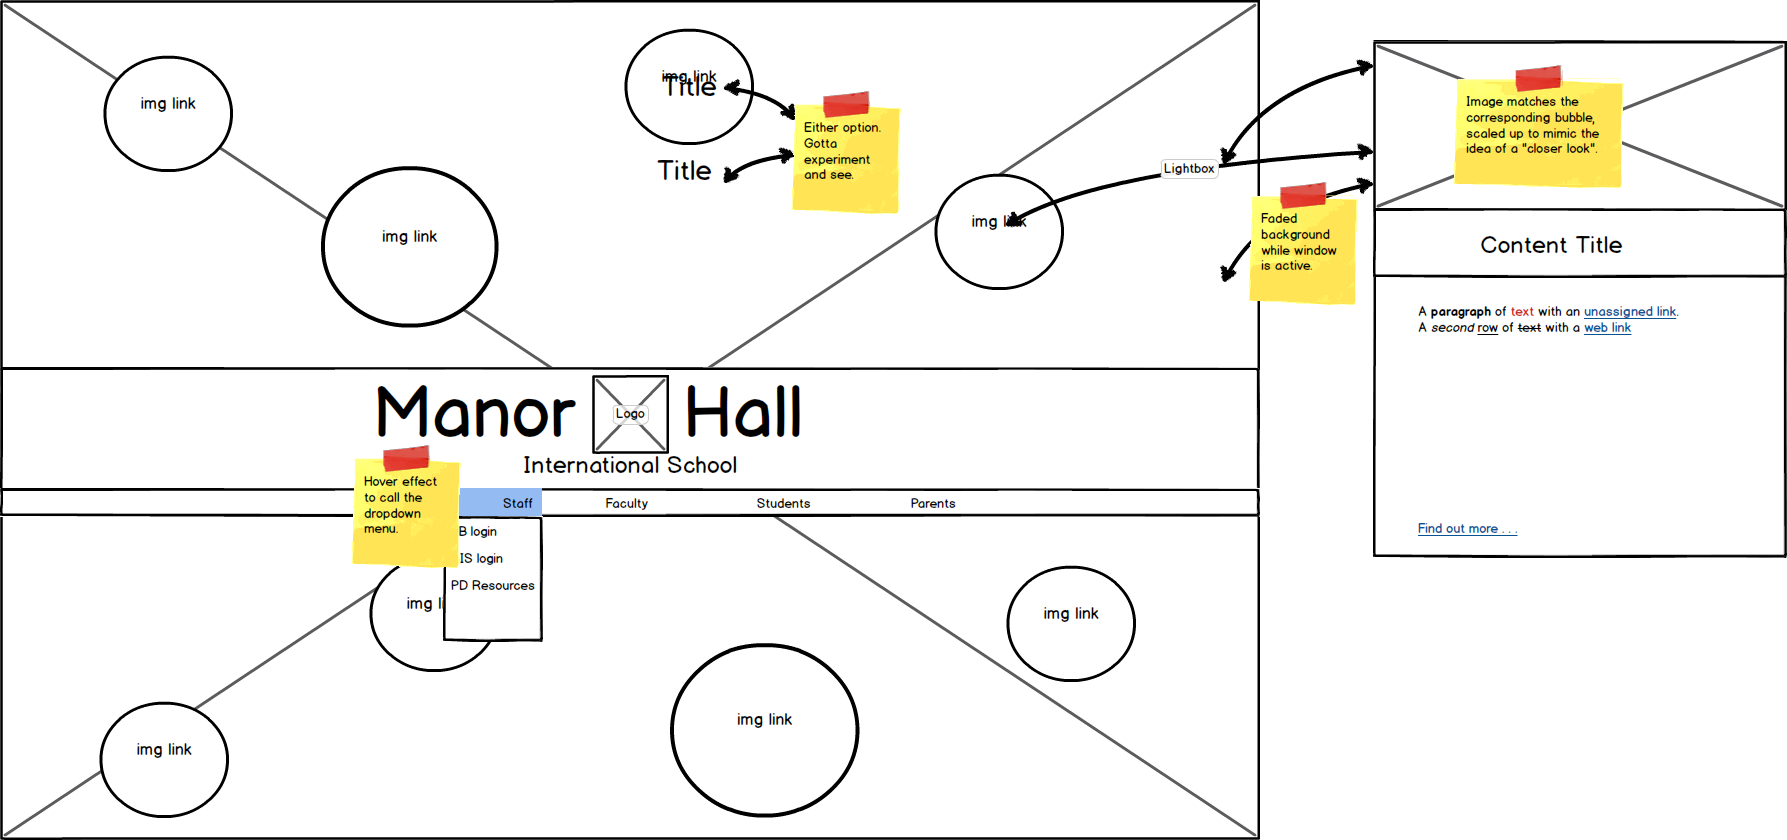 img link
img link
img link
Title
Title
Either option.
Gotta
experiment
and see.
img link
Lightbox
Faded
background
while window
is active.
Image matches the
corresponding bubble,
scaled up to mimic the
idea of a "closer look".
Content Title
A paragraph of text with an unassigned link.
A second row of text with a web link
Find out more . . .
Manor Logo Hall
International School
Hover effect
to call the
dropdown
menu.
Staff Faculty Students Parents
B login
IS login
PD Resources
img li
img link
img link
img link